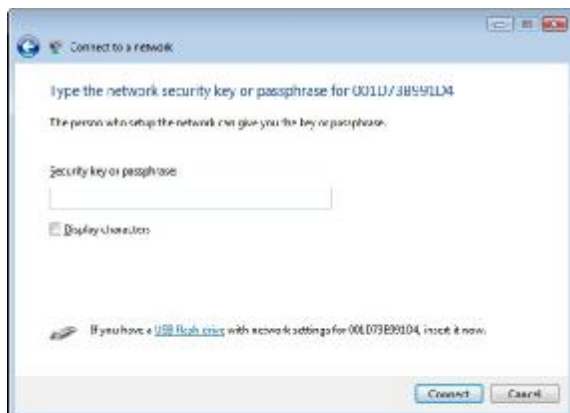 Connect to a network
Type the network security key or passphrase for 001D73B991D4
The person who setup the network can give you the key or passphrase.
Security key or passphrase:
Display characters
If you have a USB flash drive with network settings for 001D73B991D4, insert it now.
Connect Cancel